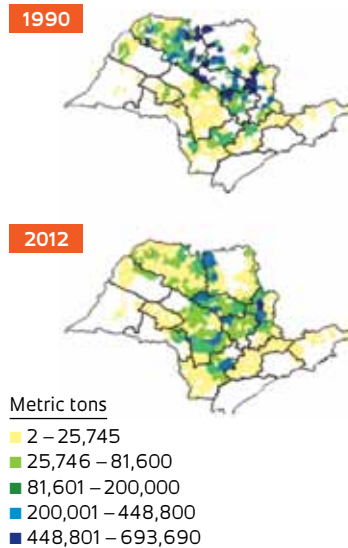 1990
2012
Metric tons
2 – 25,745
25,746 – 81,600
81,601 – 200,000
200,001 – 448,800
448,801 – 693,690